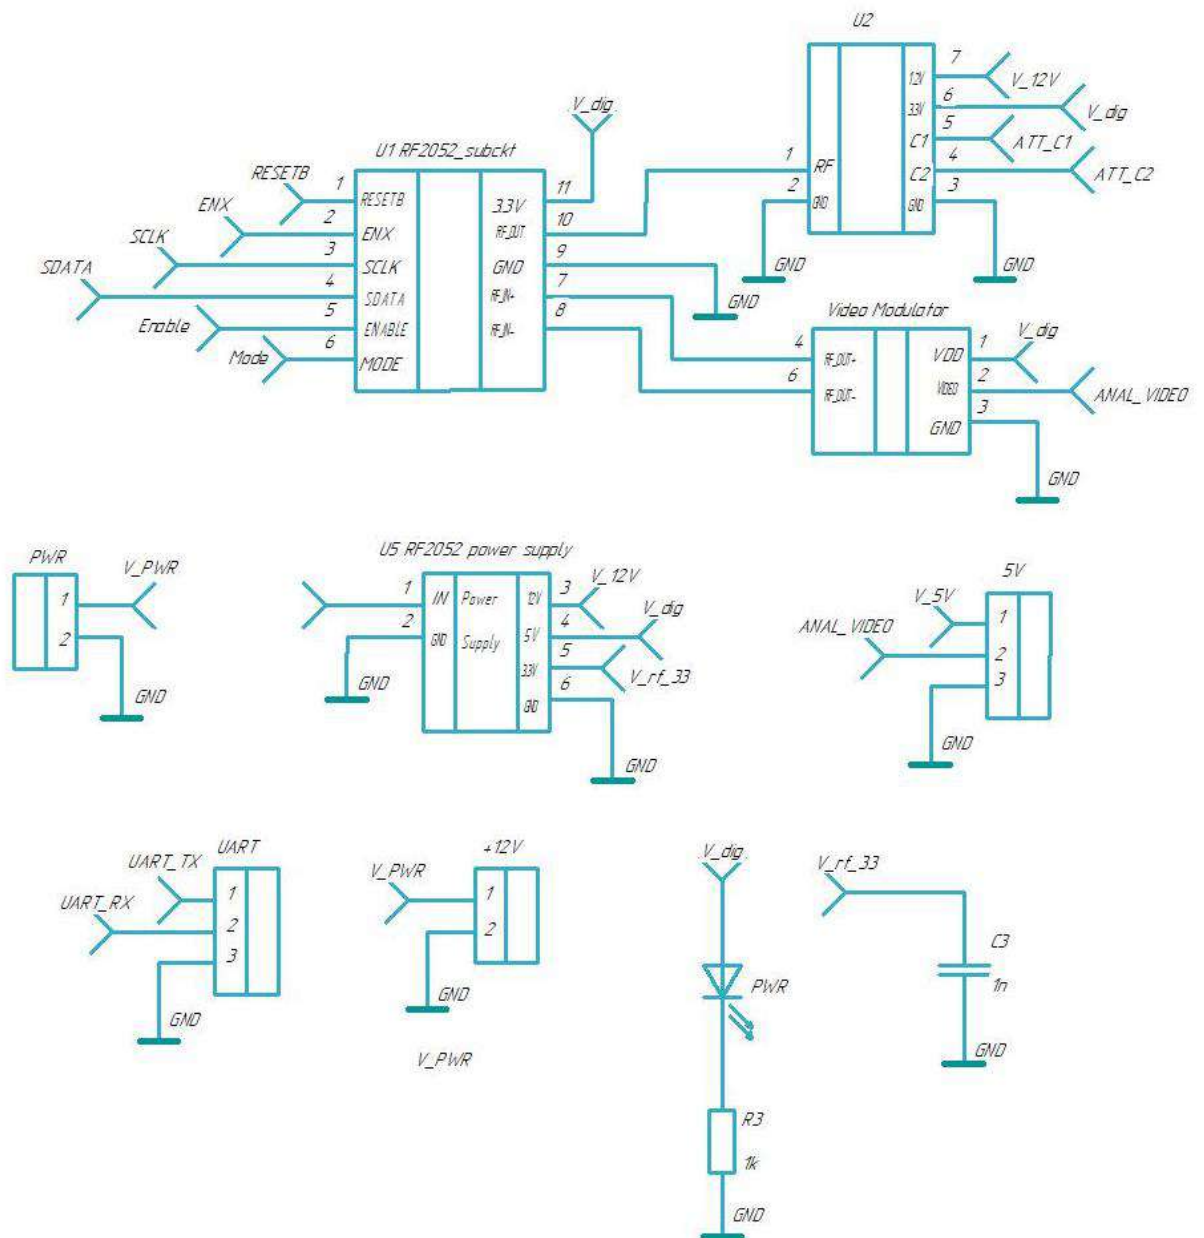 U2
7
12V
V_12V
6
3.3V
V_dig
5
C1
ATT_C1
1
RF
4
C2
ATT_C2
2
GND
3
GND
GND
GND
V_dig
U1 RF2052_subckt
RESETB
1
RESETB
3.3V
11
ENX
2
ENX
RF_OUT
10
SCLK
3
SCLK
GND
9
GND
SDATA
4
SDATA
RF_IN+
7
Enable
5
ENABLE
RF_IN-
8
Mode
6
MODE
Video Modulator
4
RF_OUT+
VDD
1
V_dig
6
RF_OUT-
VIDEO
2
ANAL_VIDEO
GND
3
GND
PWR
1
V_PWR
2
GND
U5 RF2052 power supply
1
IN
Power
12V
3
V_12V
2
GND
Supply
5V
4
V_dig
3.3V
5
V_rf_33
GND
6
GND
GND
5V
V_5V
1
ANAL_VIDEO
2
3
GND
UART
UART_TX
1
UART_RX
2
3
GND
+12V
V_PWR
1
2
GND
V_PWR
V_dig
PWR
R3
1k
GND
V_rf_33
C3
1n
GND